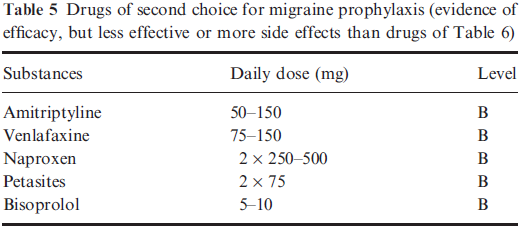 Table 5 Drugs of second choice for migraine prophylaxis (evidence of
efficacy, but less effective or more side effects than drugs of Table 6)
Substances Daily dose (mg) Level
Amitriptyline 50–150 B
Venlafaxine 75–150 B
Naproxen 2 × 250–500 B
Petasites 2 × 75 B
Bisoprolol 5–10 B